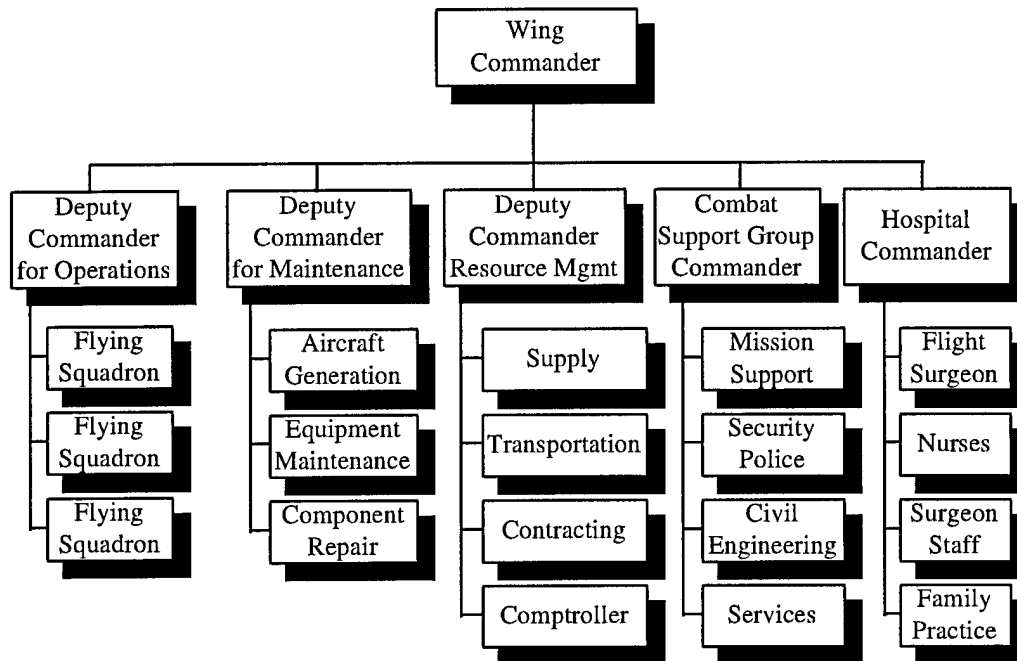 Wing
Commander
Deputy
Commander
for Operations
Deputy
Commander
for Maintenance
Deputy
Commander
Resource Mgmt
Combat
Support Group
Commander
Hospital
Commander
Flying
Squadron
Flying
Squadron
Flying
Squadron
Aircraft
Generation
Equipment
Maintenance
Component
Repair
Supply
Transportation
Contracting
Comptroller
Mission
Support
Security
Police
Civil
Engineering
Services
Flight
Surgeon
Nurses
Surgeon
Staff
Family
Practice